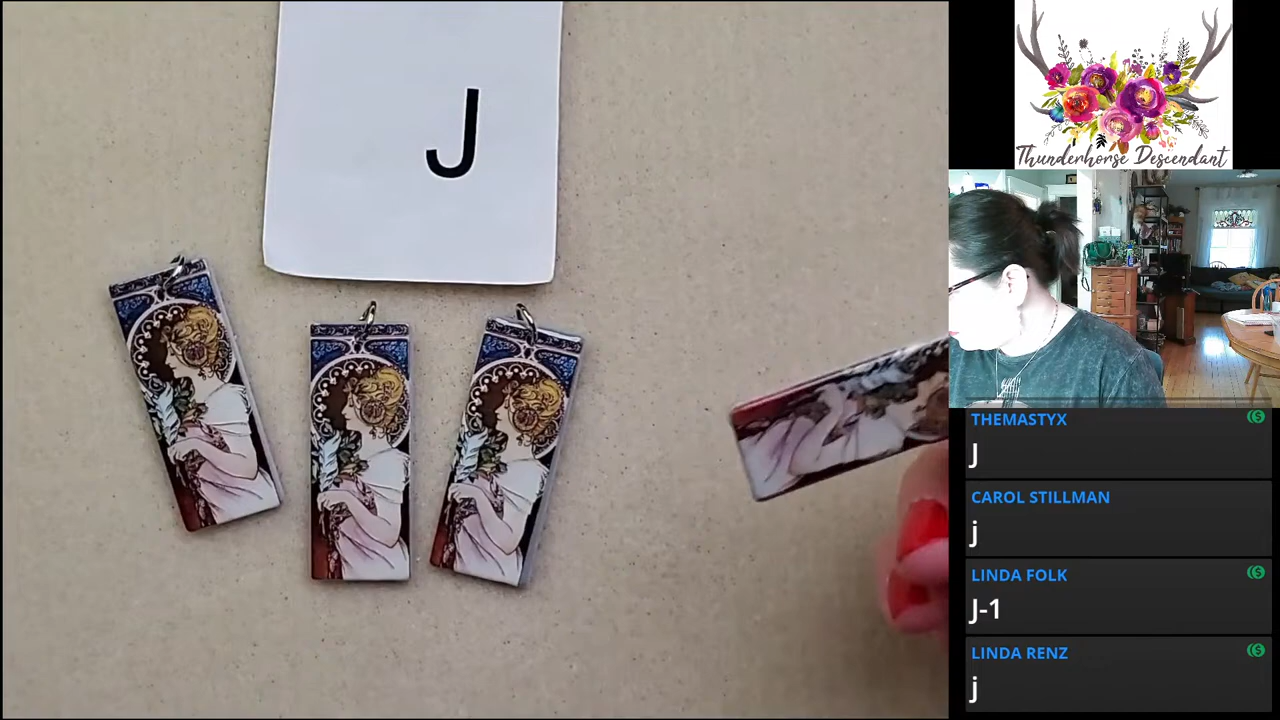 J
Thunderhorse Descendant
THEMASTYX
J
CAROL STILLMAN
j
LINDA FOLK
J-1
LINDA RENZ
j